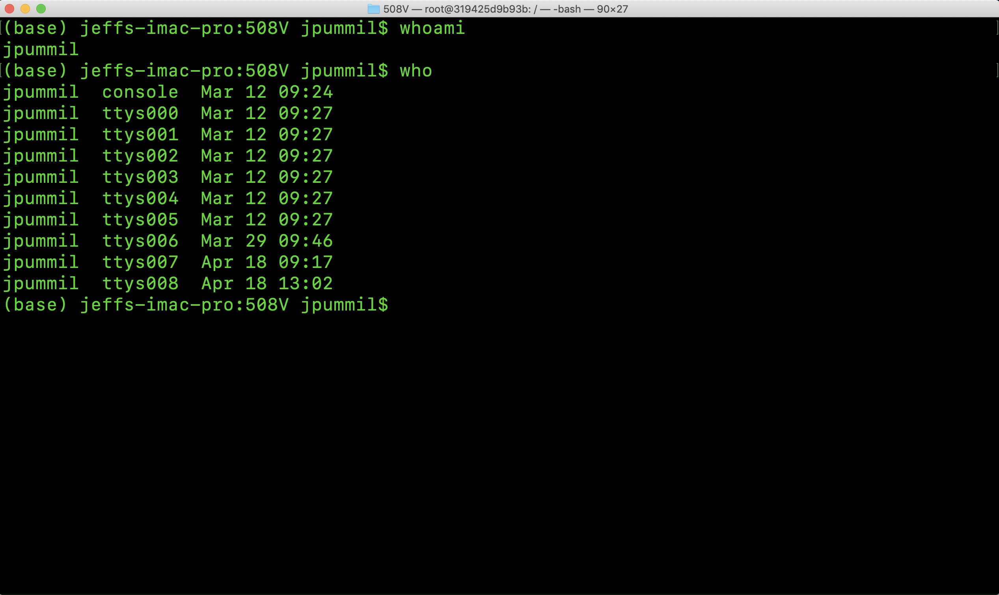 508V — root@319425d9b93b: / — -bash — 90×27
(base) jeffs-imac-pro:508V jpummil$ whoami
jpummil
(base) jeffs-imac-pro:508V jpummil$ who
jpummil  console  Mar 12 09:24
jpummil  ttys000  Mar 12 09:27
jpummil  ttys001  Mar 12 09:27
jpummil  ttys002  Mar 12 09:27
jpummil  ttys003  Mar 12 09:27
jpummil  ttys004  Mar 12 09:27
jpummil  ttys005  Mar 12 09:27
jpummil  ttys006  Mar 29 09:46
jpummil  ttys007  Apr 18 09:17
jpummil  ttys008  Apr 18 13:02
(base) jeffs-imac-pro:508V jpummil$